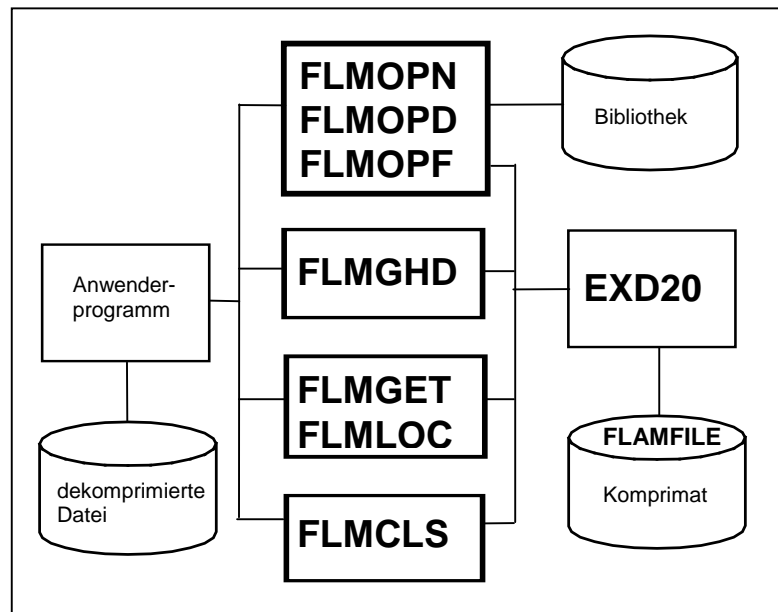 FLMOPN
FLMOPD
FLMOPF
Bibliothek
Anwender-
programm
FLMGHD
EXD20
FLMGET
FLMLOC
dekomprimierte
Datei
FLAMFILE
Komprimat
FLMCLS